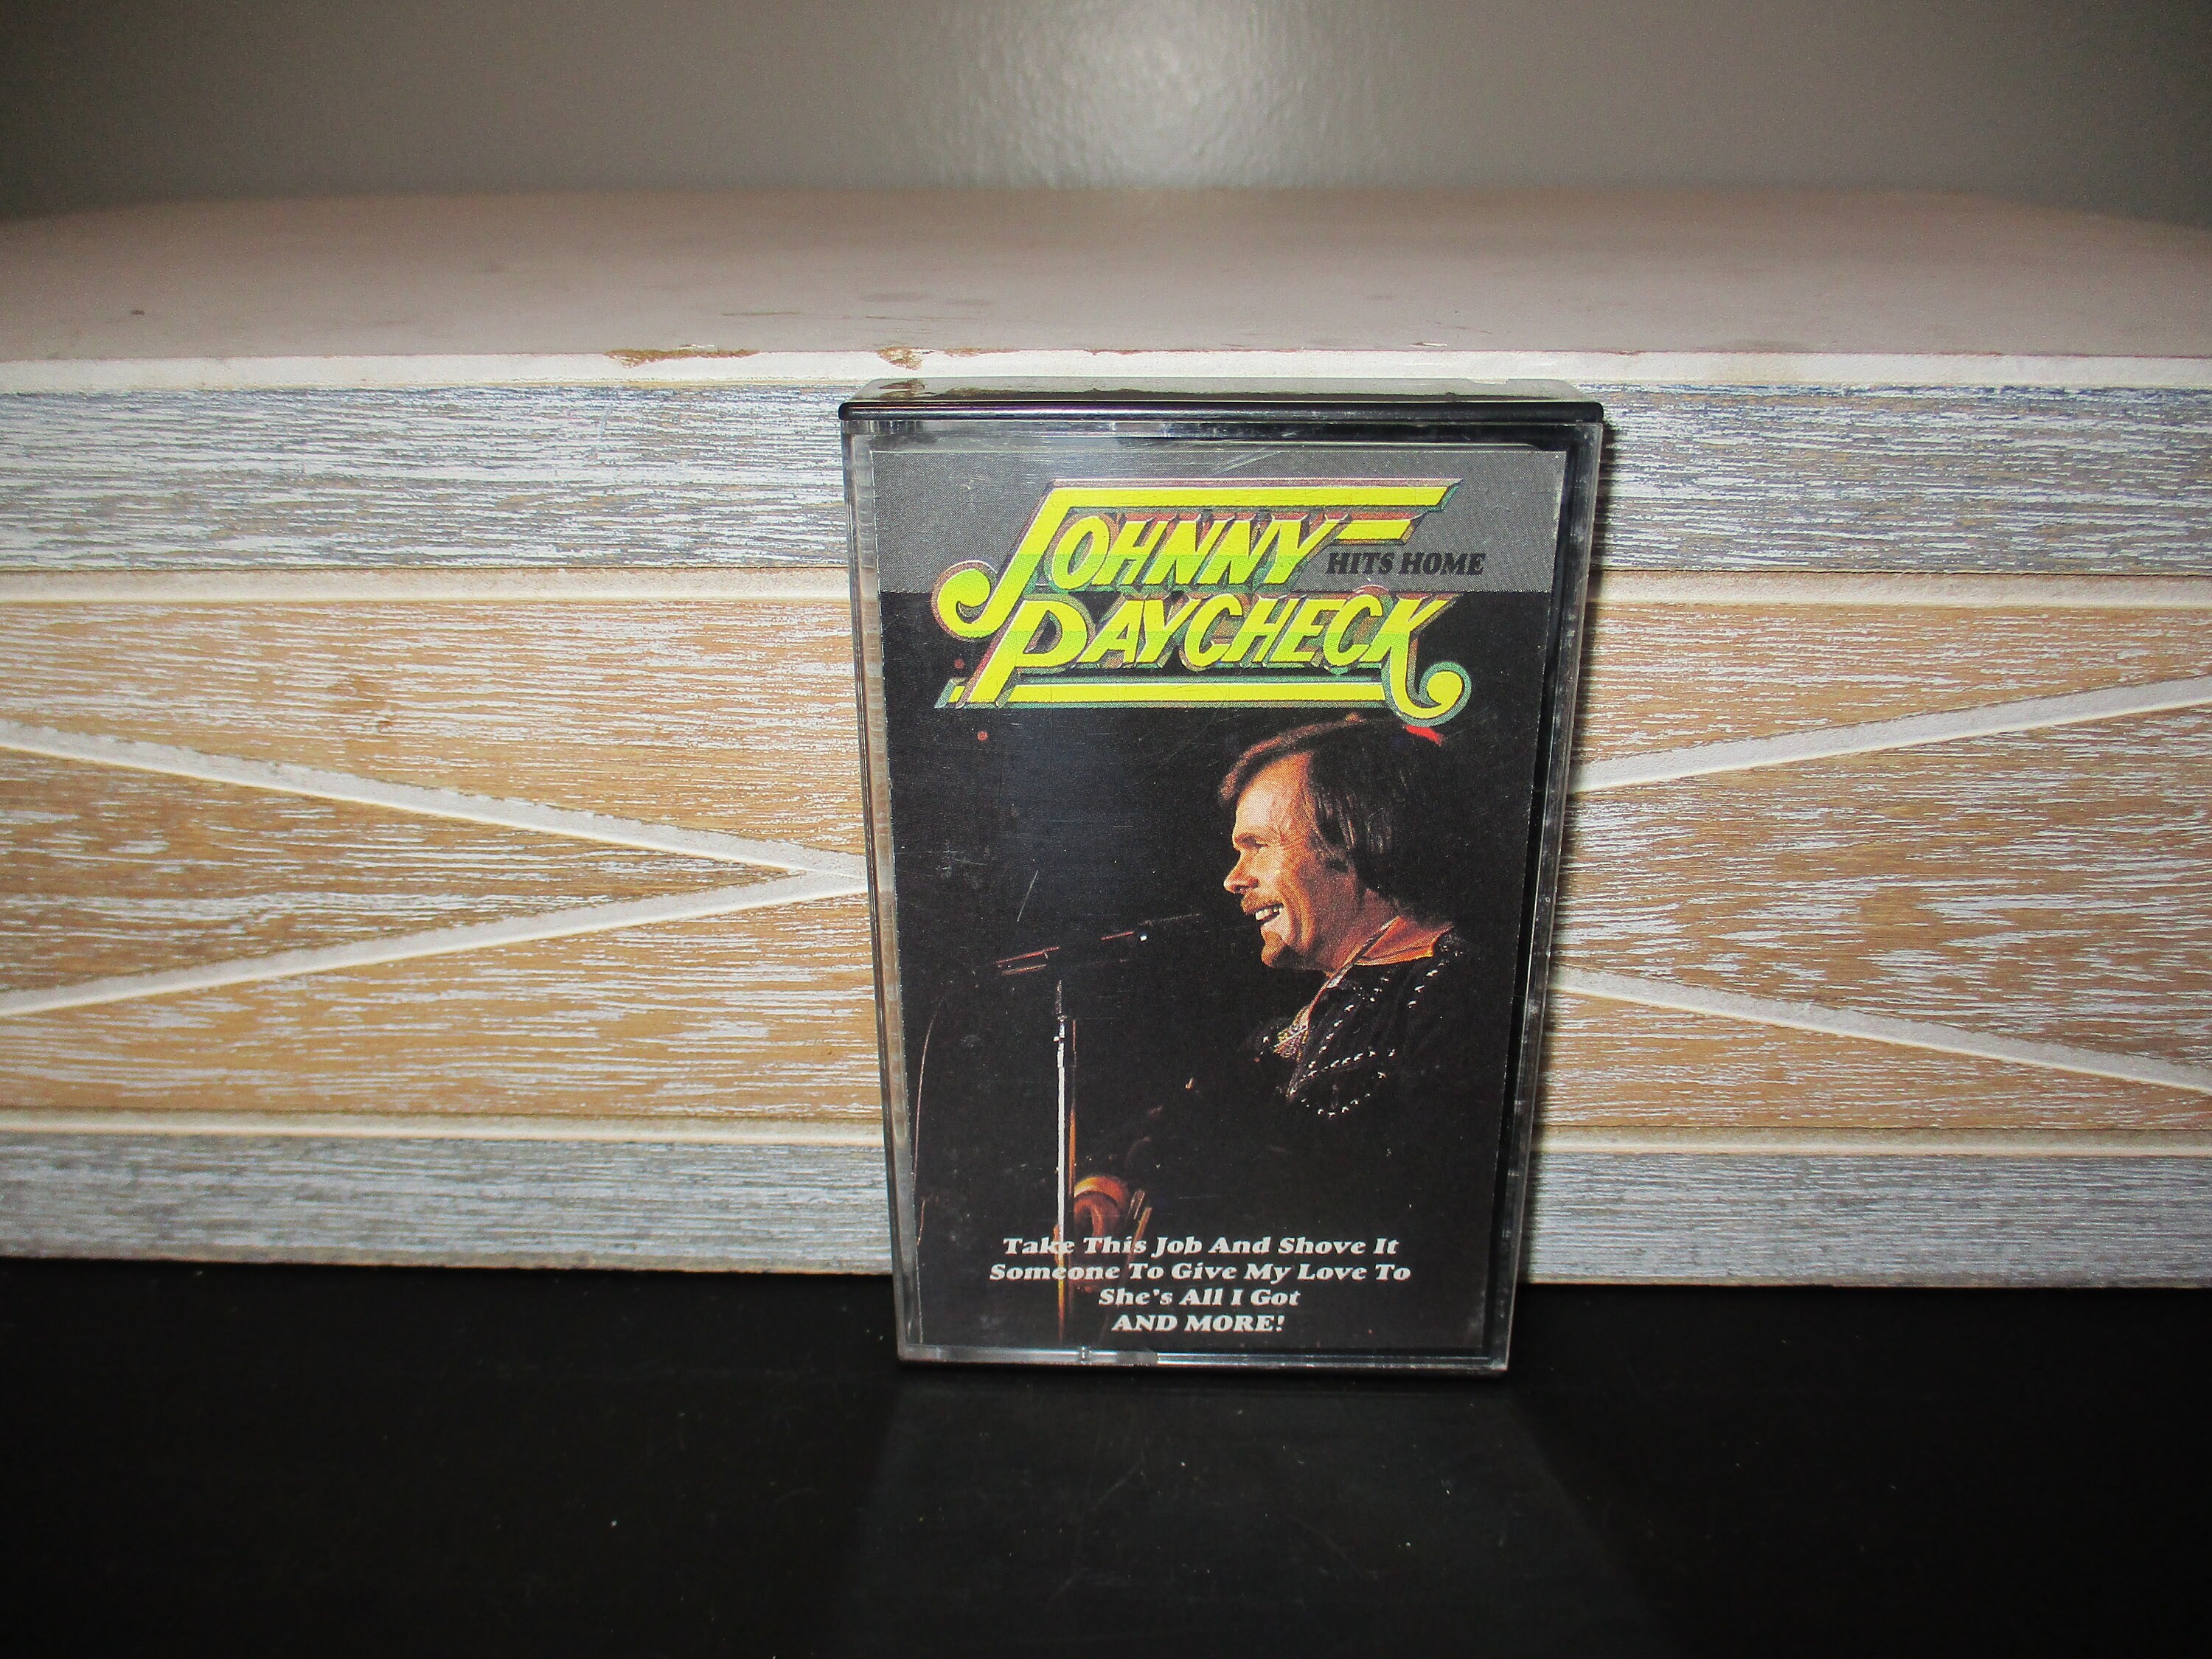 JOHNNY
HITS HOME
PAYCHECK
Take This Job And Shove It
Someone To Give My Love To
She's All I Got
AND MORE!